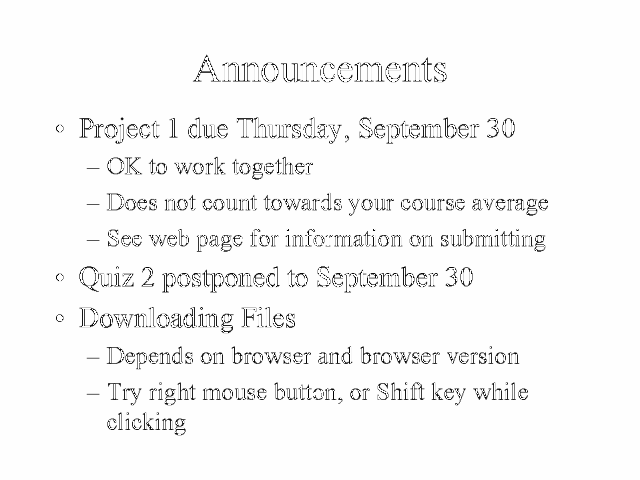 Announcements
• Project 1 due Thursday, September 30
– OK to work together
– Does not count towards your course average
– See web page for information on submitting
• Quiz 2 postponed to September 30
• Downloading Files
– Depends on browser and browser version
– Try right mouse button, or Shift key while
clicking